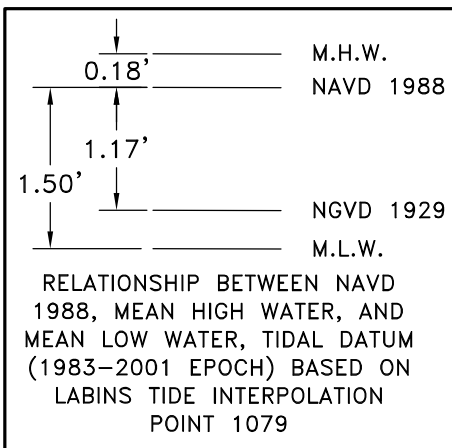 M.H.W.
0.18'
NAVD 1988
1.17'
1.50'
NGVD 1929
M.L.W.
RELATIONSHIP BETWEEN NAVD
1988, MEAN HIGH WATER, AND
MEAN LOW WATER, TIDAL DATUM
(1983–2001 EPOCH) BASED ON
LABINS TIDE INTERPOLATION
POINT 1079